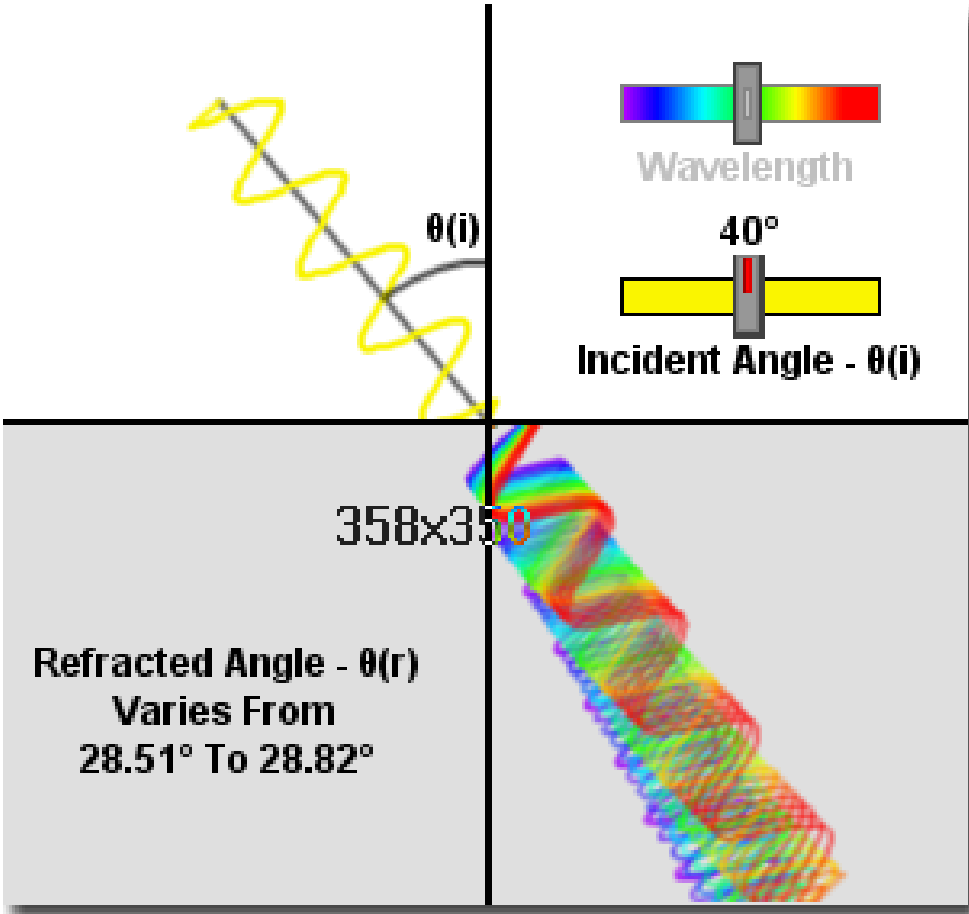 Wavelength
θ(i)
40°
Incident Angle - θ(i)
358x350
Refracted Angle - θ(r)
Varies From
28.51° To 28.82°